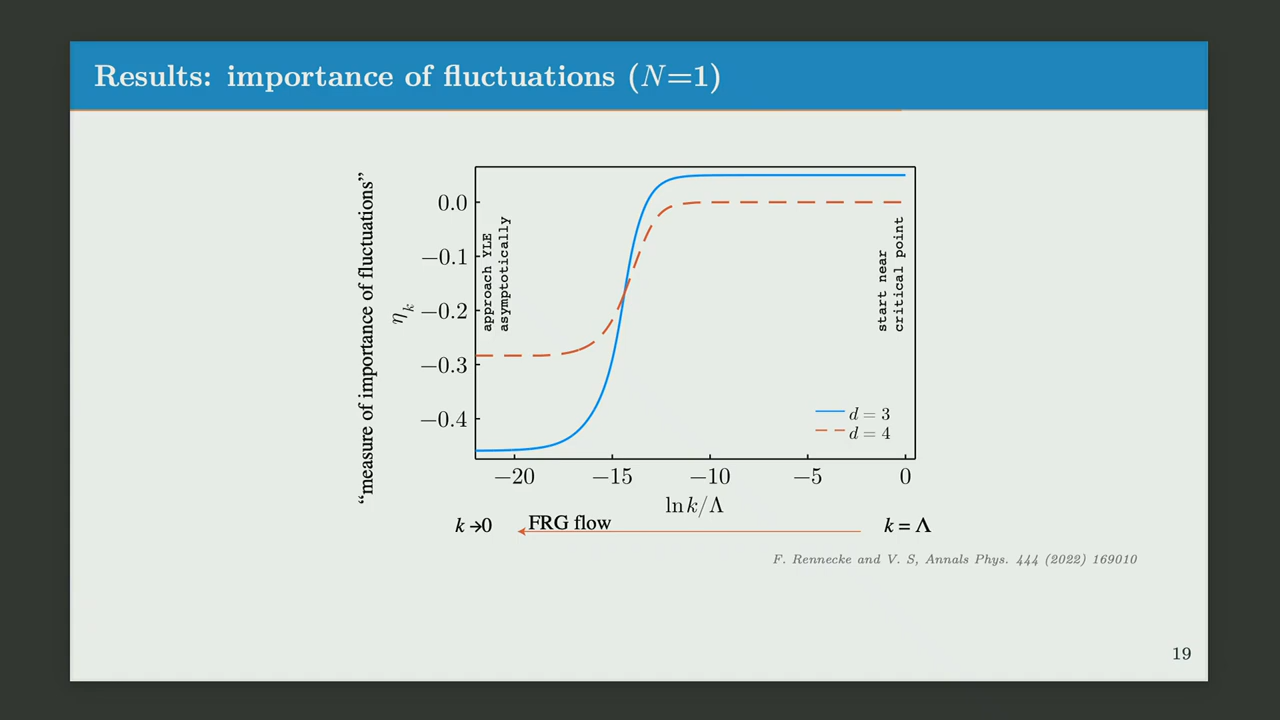 Results: importance of fluctuations (N=1)
“measure of importance of fluctuations”
η_k
0.0
−0.1
−0.2
−0.3
−0.4
approach YLE
asymptotically
start near
critical point
d = 3
d = 4
−20 −15 −10 −5 0
ln k/Λ
k →0 FRG flow k = Λ
F. Rennecke and V. S, Annals Phys. 444 (2022) 169010
19